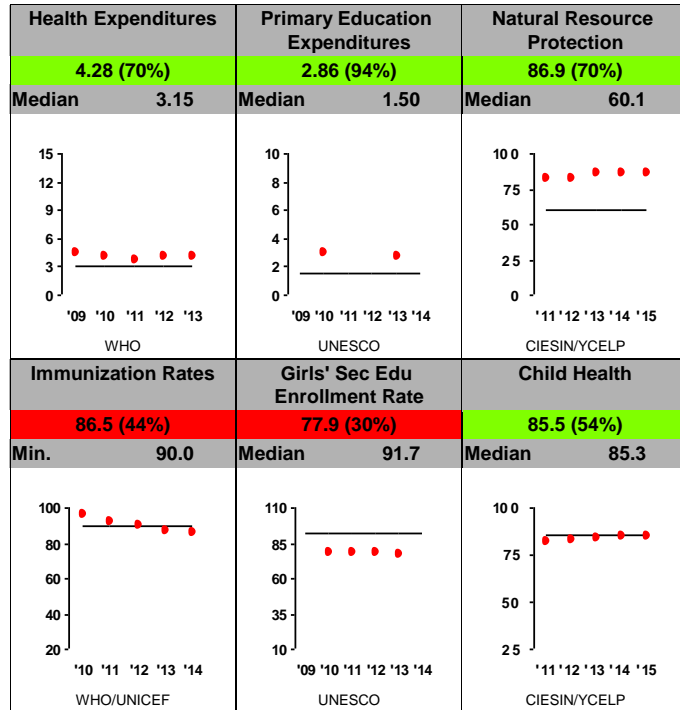 Health Expenditures
4.28 (70%)
Median 3.15
15
12
9
6
3
0
'09 '10 '11 '12 '13
WHO
Primary Education
Expenditures
2.86 (94%)
Median 1.50
10
8
6
4
2
0
'09 '10 '11 '12 '13 '14
UNESCO
Natural Resource
Protection
86.9 (70%)
Median 60.1
100
75
50
25
0
'11 '12 '13 '14 '15
CIESIN/YCELP
Immunization Rates
86.5 (44%)
Min. 90.0
100
80
60
40
20
'10 '11 '12 '13 '14
WHO/UNICEF
Girls' Sec Edu
Enrollment Rate
77.9 (30%)
Median 91.7
110
85
60
35
10
'09 '10 '11 '12 '13 '14
UNESCO
Child Health
85.5 (54%)
Median 85.3
100
75
50
25
'11 '12 '13 '14 '15
CIESIN/YCELP